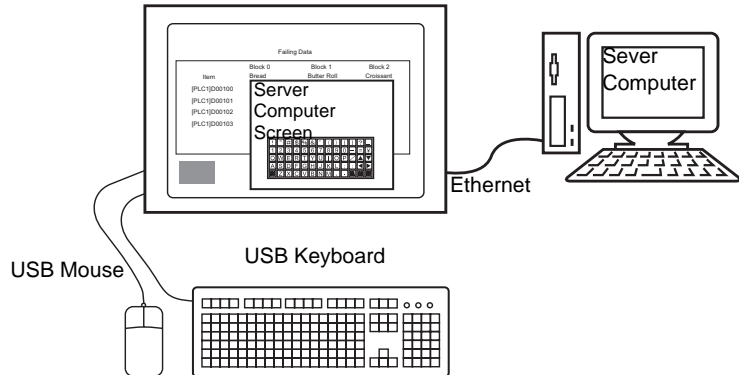 Failing Data
Block 0 Block 1 Block 2
Item Bread Butter Roll Croissant
[PLC1]D00100
[PLC1]D00101
[PLC1]D00102
[PLC1]D00103
Server
Computer
Screen
Sever
Computer
Ethernet
USB Mouse
USB Keyboard